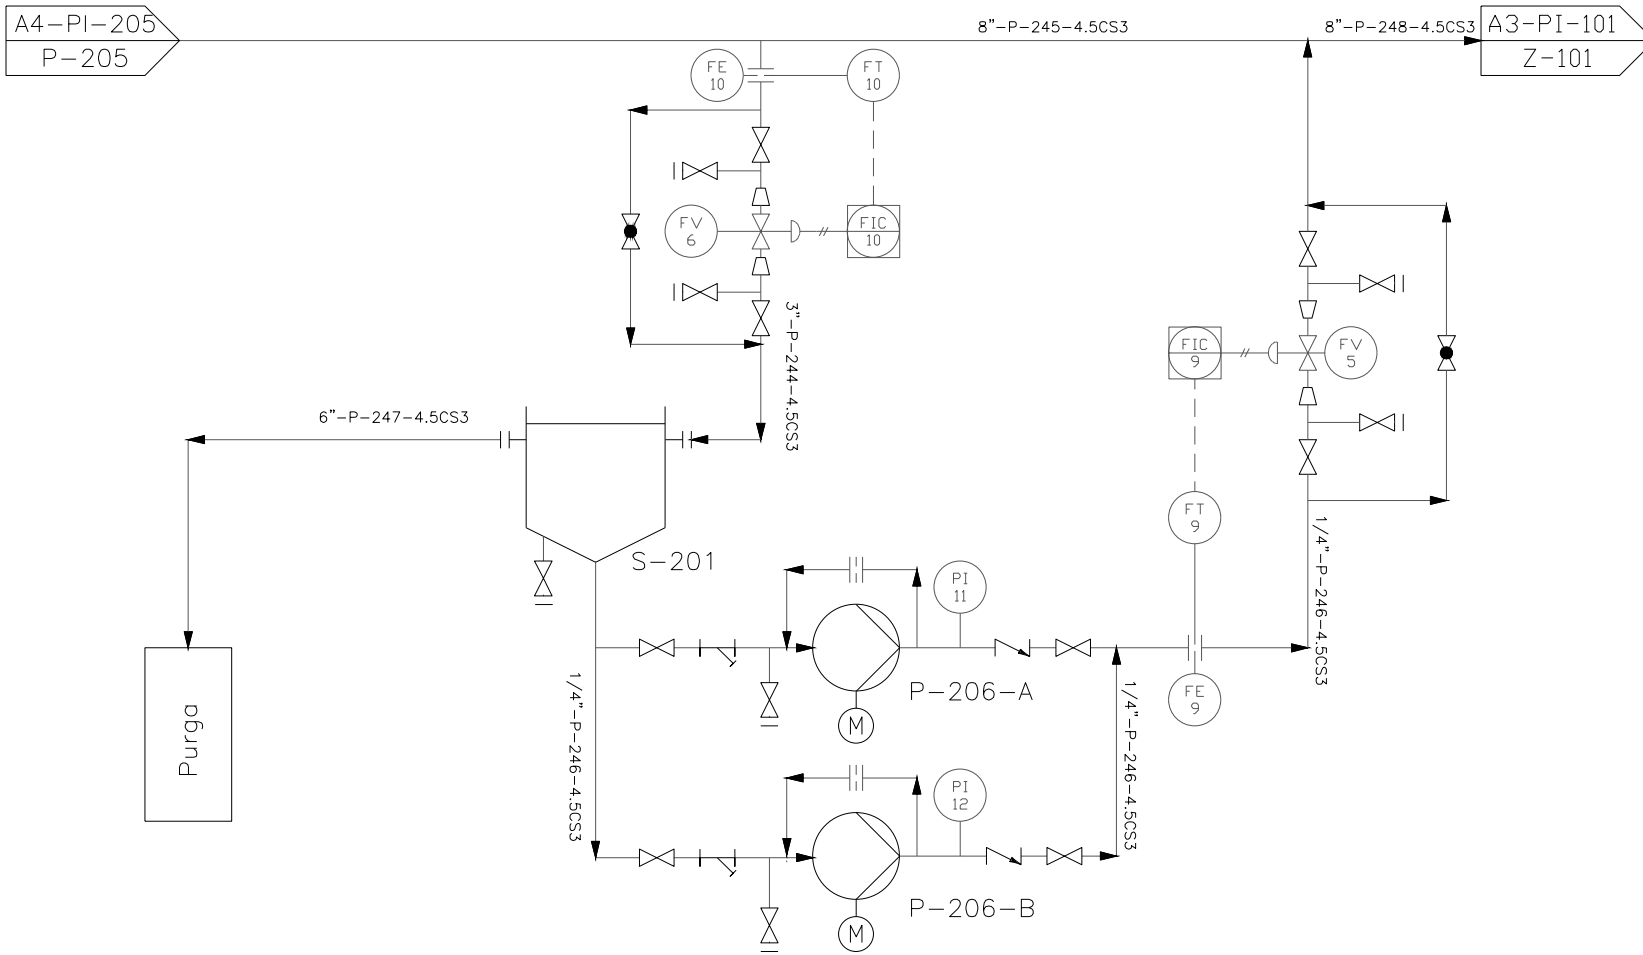 A4-PI-205
P-205
8"-P-245-4.5CS3
8"-P-248-4.5CS3
A3-PI-101
Z-101
FE
10
FT
10
FV
6
FIC
10
3"-P-244-4.5CS3
FIC
9
FV
5
6"-P-247-4.5CS3
S-201
FT
9
1/4"-P-246-4.5CS3
PI
11
P-206-A
M
FE
9
Purga
1/4"-P-246-4.5CS3
1/4"-P-246-4.5CS3
PI
12
P-206-B
M